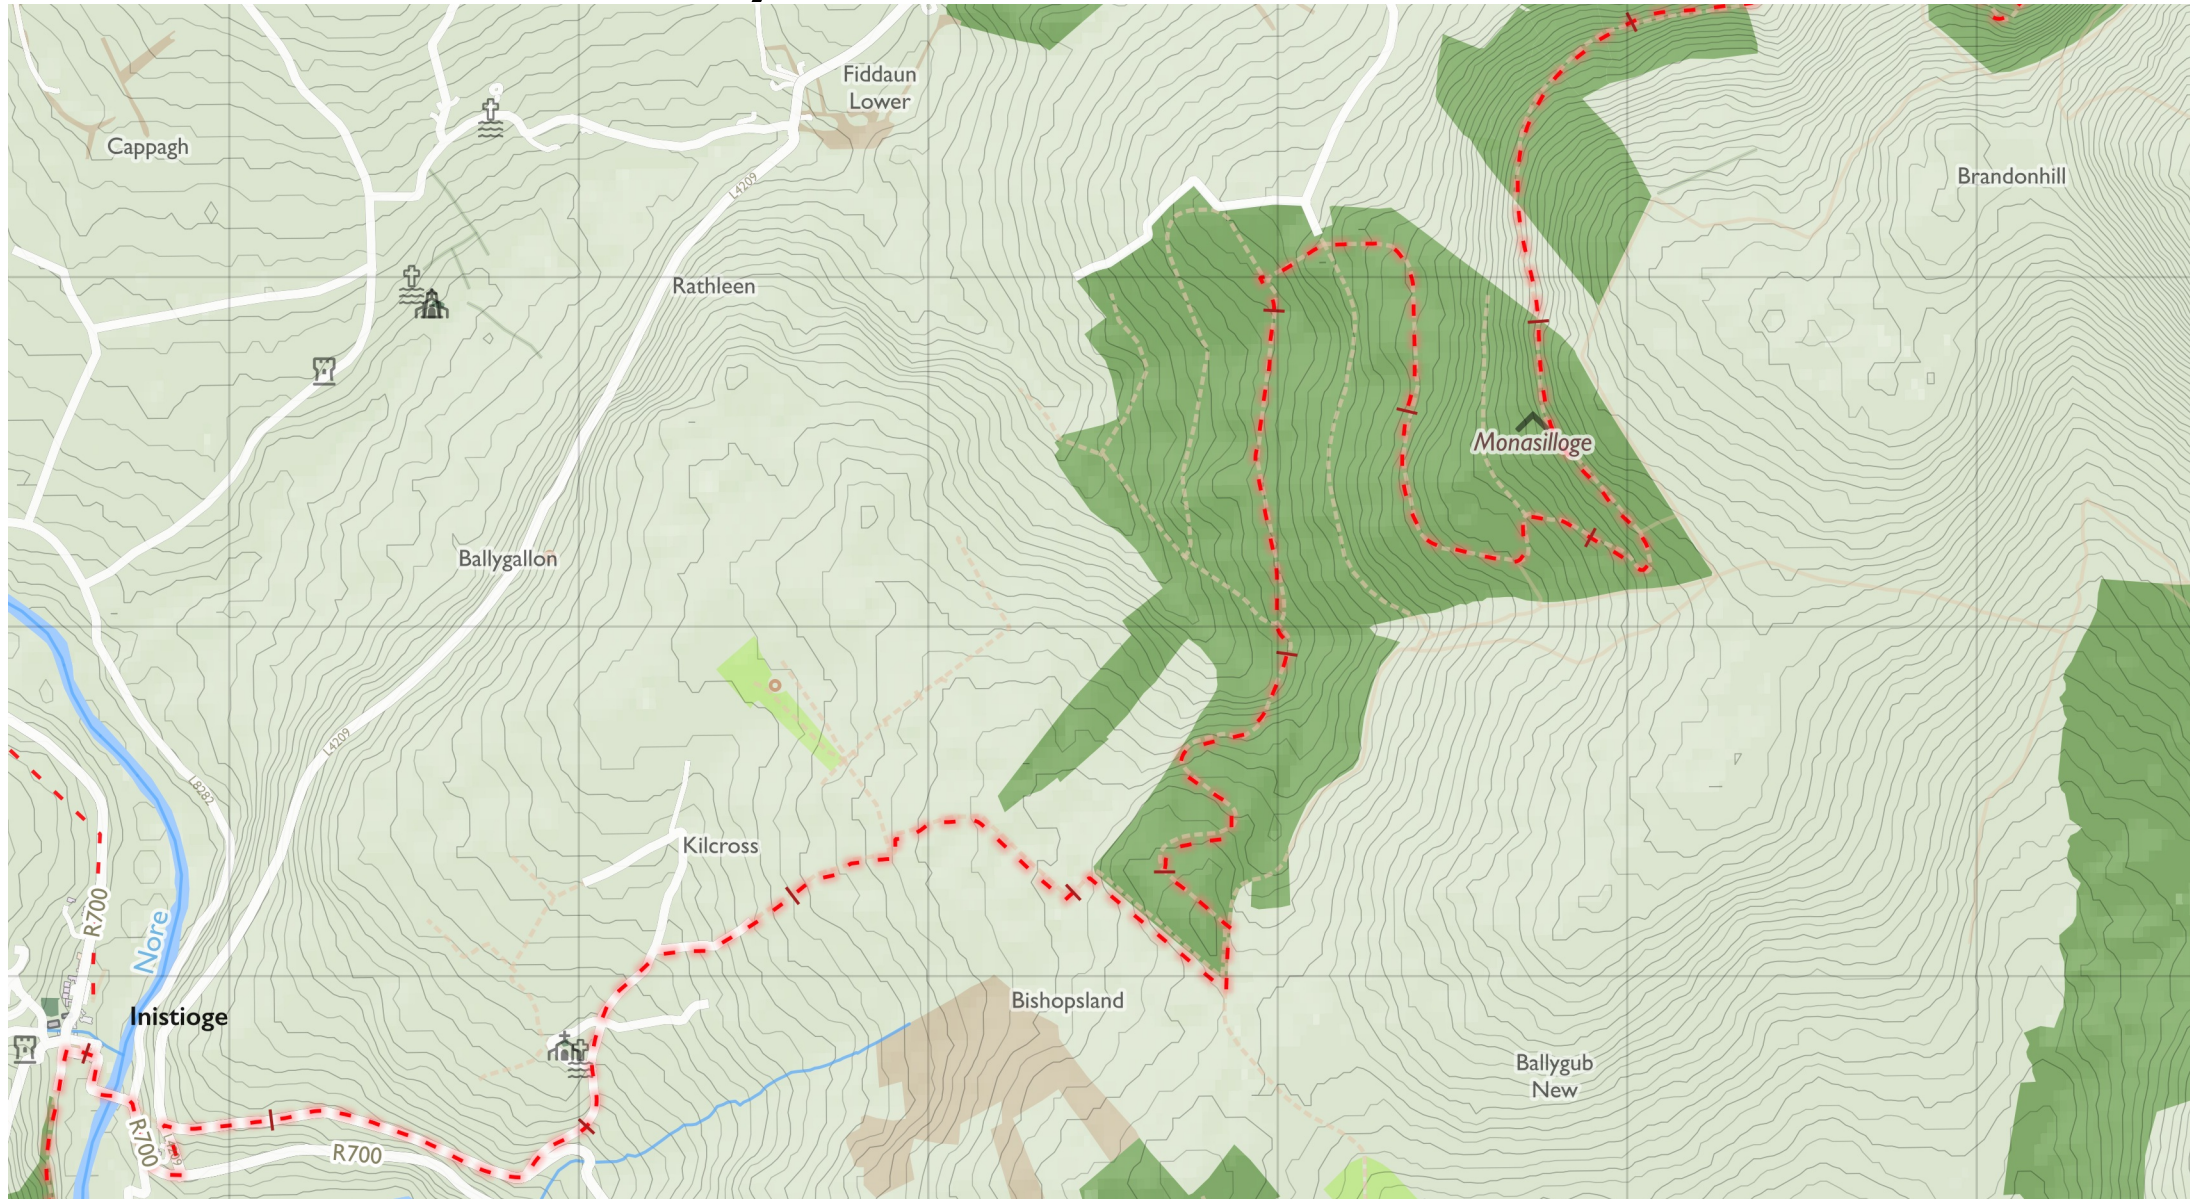 Fiddaun
Lower
Cappagh
Brandonhill
L4209
Rathleen
Monasilloge
Ballygallon
L4209
L8282
Kilcross
R700
Nore
Bishopsland
Inistioge
Ballygub
New
R700
R700
L4209